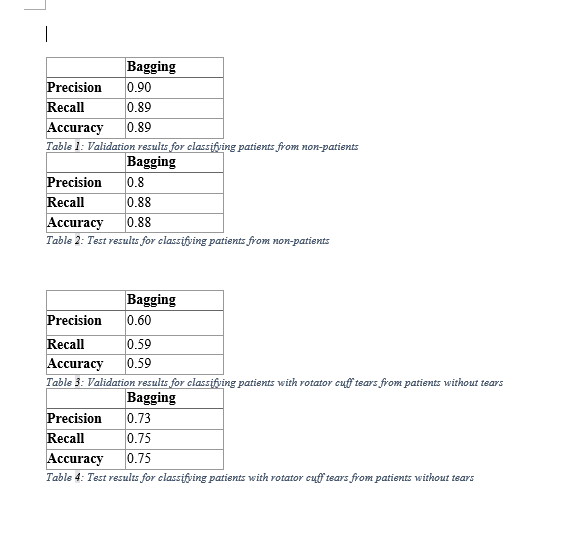 Bagging
Precision 0.90
Recall 0.89
Accuracy 0.89
Table 1: Validation results for classifying patients from non-patients
Bagging
Precision 0.8
Recall 0.88
Accuracy 0.88
Table 2: Test results for classifying patients from non-patients
Bagging
Precision 0.60
Recall 0.59
Accuracy 0.59
Table 3: Validation results for classifying patients with rotator cuff tears from patients without tears
Bagging
Precision 0.73
Recall 0.75
Accuracy 0.75
Table 4: Test results for classifying patients with rotator cuff tears from patients without tears